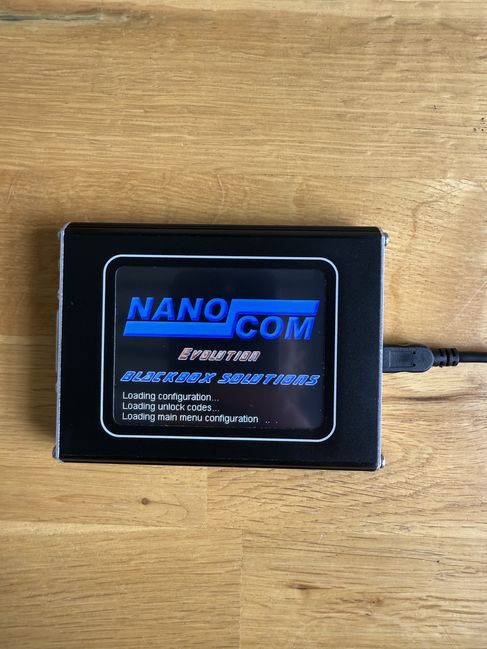 NANO
COM
Evolution
BLACKBOX SOLUTIONS
Loading configuration...
Loading unlock codes...
Loading main menu configuration .. .